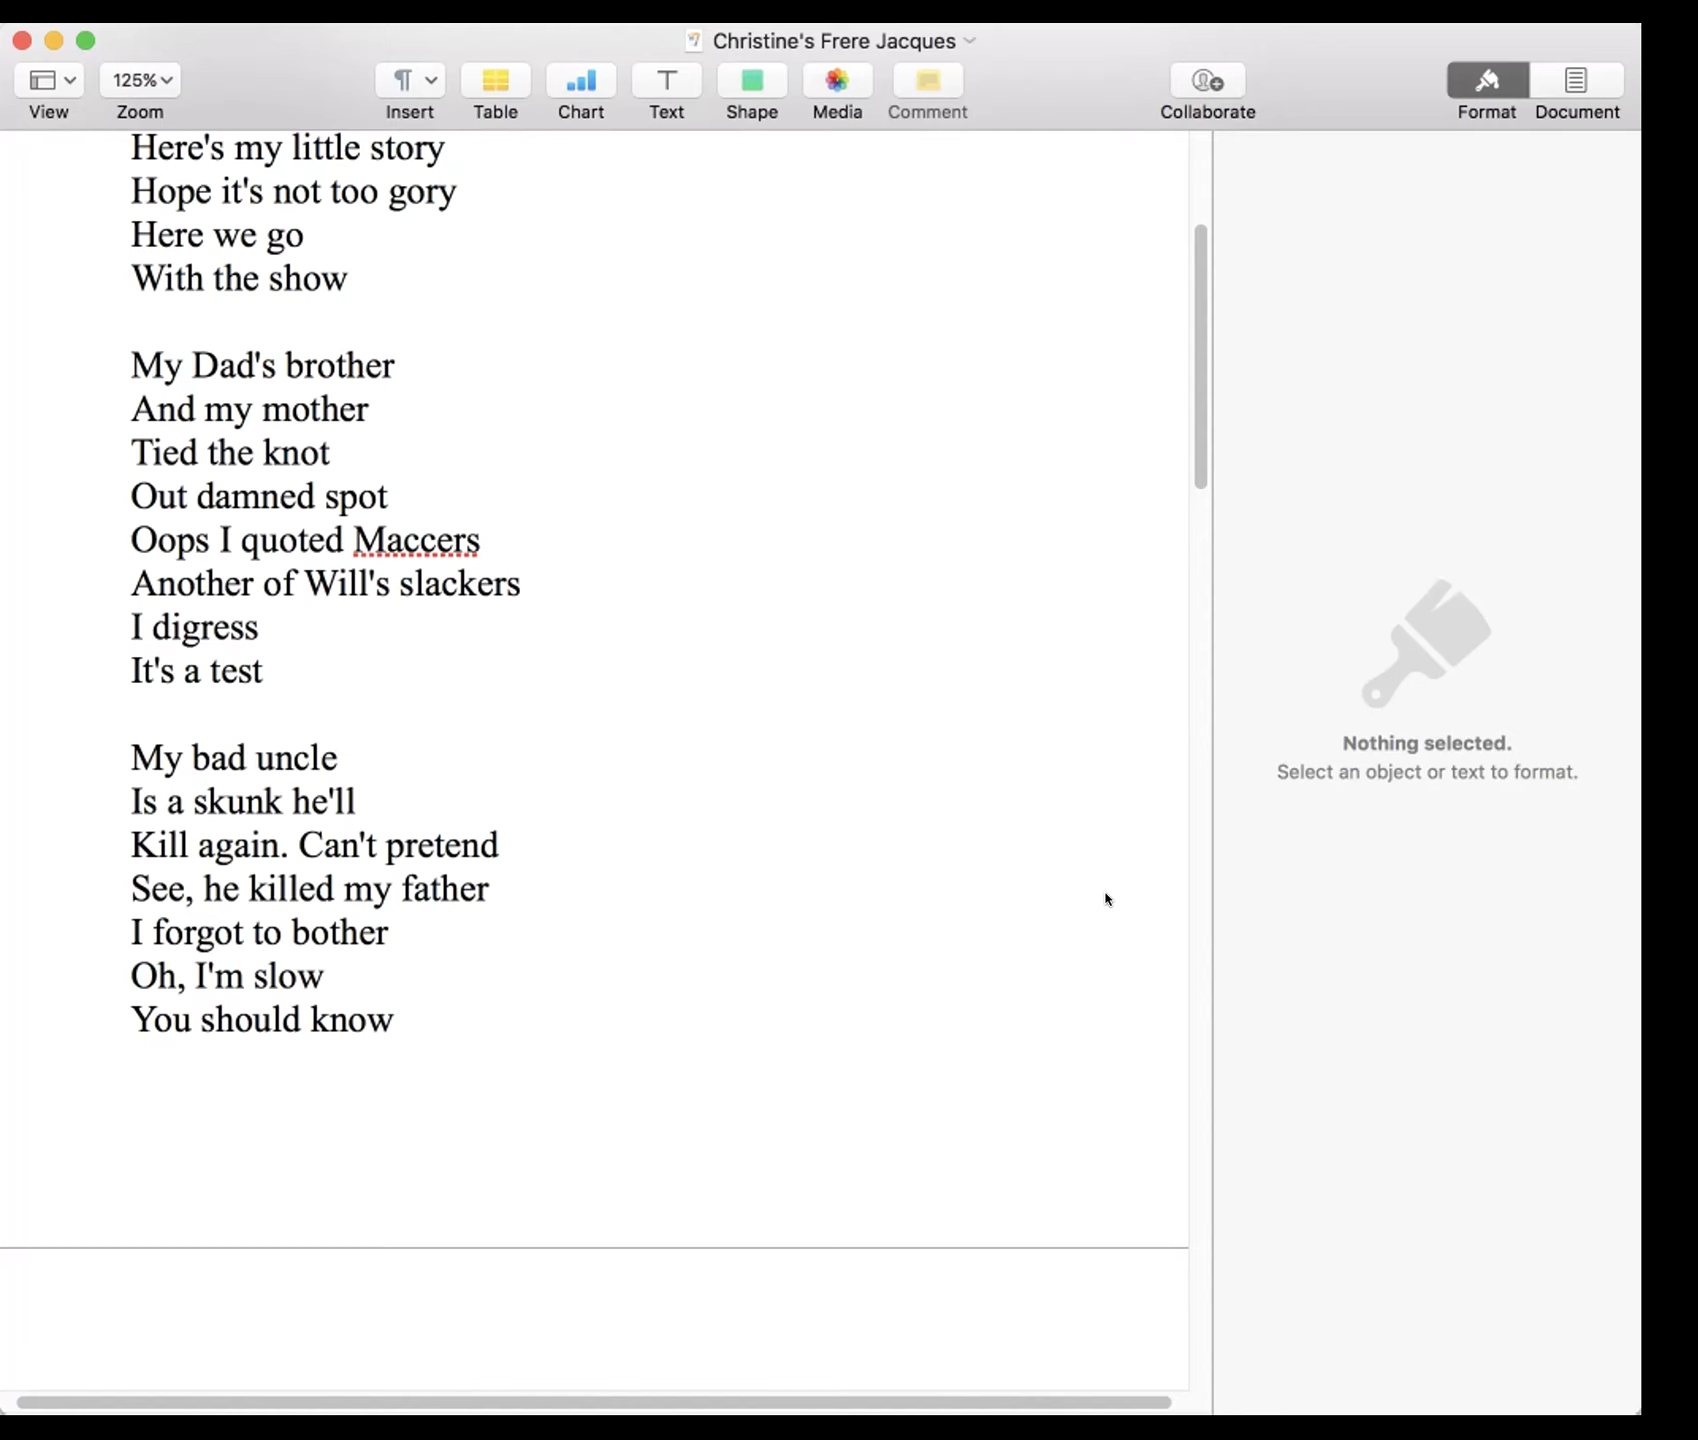 Christine's Frere Jacques
125%
View
Zoom
Insert
Table
Chart
Text
Shape
Media
Comment
Collaborate
Format
Document
Here's my little story
Hope it's not too gory
Here we go
With the show
My Dad's brother
And my mother
Tied the knot
Out damned spot
Oops I quoted Maccers
Another of Will's slackers
I digress
It's a test
My bad uncle
Is a skunk he'll
Kill again. Can't pretend
See, he killed my father
I forgot to bother
Oh, I'm slow
You should know
Nothing selected.
Select an object or text to format.